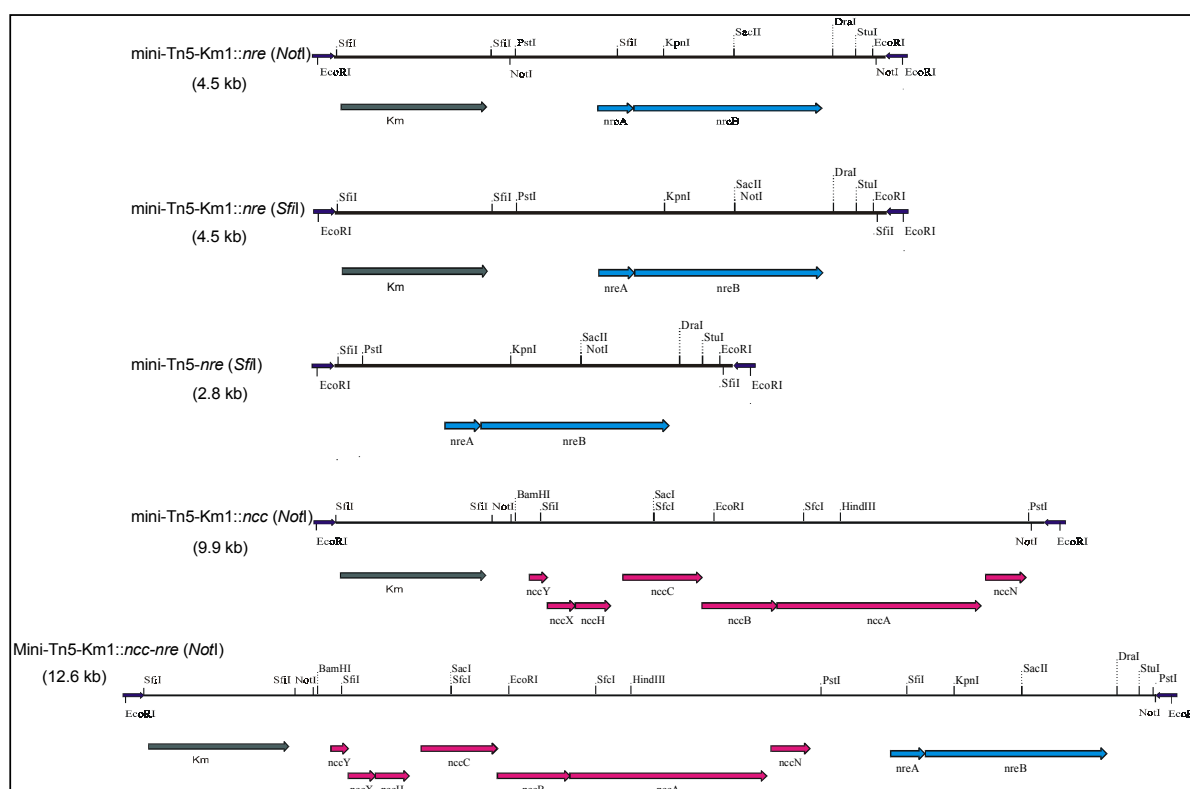 DraI
SfiI SfiI PstI SfiI KpnI SacII StuI EcoRI
mini-Tn5-Km1::nre (NotI)
EcoRI NotI NotI EcoRI
(4.5 kb)
Km nreA nreB
DraI
SacII StuI
SfiI SfiI PstI KpnI NotI EcoRI
mini-Tn5-Km1::nre (SfiI)
EcoRI SfiI EcoRI
(4.5 kb)
Km nreA nreB
DraI
SacII StuI
SfiI PstI KpnI NotI EcoRI
mini-Tn5-nre (SfiI)
EcoRI SfiI EcoRI
(2.8 kb)
nreA nreB
BamHI SacI
SfiI SfiI NotI SfiI SfcI EcoRI SfcI HindIII PstI
mini-Tn5-Km1::ncc (NotI)
EcoRI NotI EcoRI
(9.9 kb)
Km nccY nccC nccN
nccX nccH nccB nccA
Mini-Tn5-Km1::ncc-nre (NotI)
DraI
BamHI SacI SacII StuI
(12.6 kb)
SfiI SfiI NotI SfiI SfcI EcoRI SfcI HindIII PstI SfiI KpnI PstI
EcoRI NotI
Km nccY nccC nccN nreA nreB